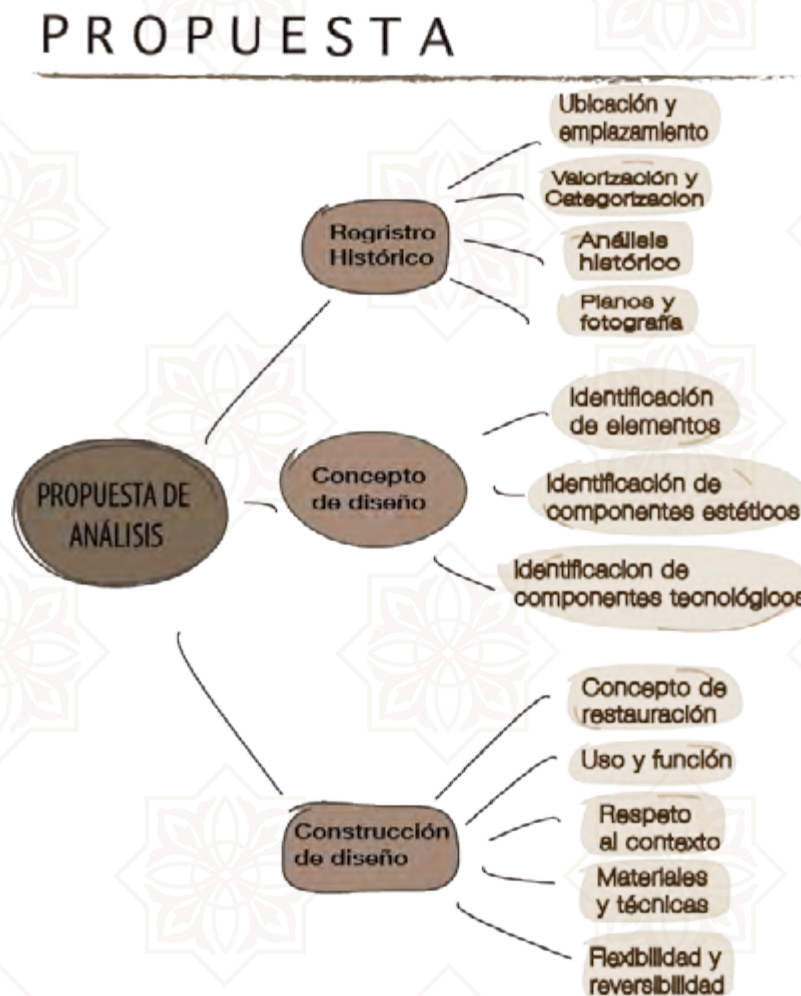 PROPUESTA
PROPUESTA DE
ANÁLISIS
Rogristro
Histórico
Ubicación y
emplazamiento
Valorización y
Categorizacion
Análisis
histórico
Planos y
fotografía
Concepto
de diseño
Identificación
de elementos
Identificación de
componentes estéticos
Identificacion de
componentes tecnológicos
Construcción
de diseño
Concepto de
restauración
Uso y función
Respeto
al contexto
Materiales
y técnicas
Flexibilidad y
reversibilidad